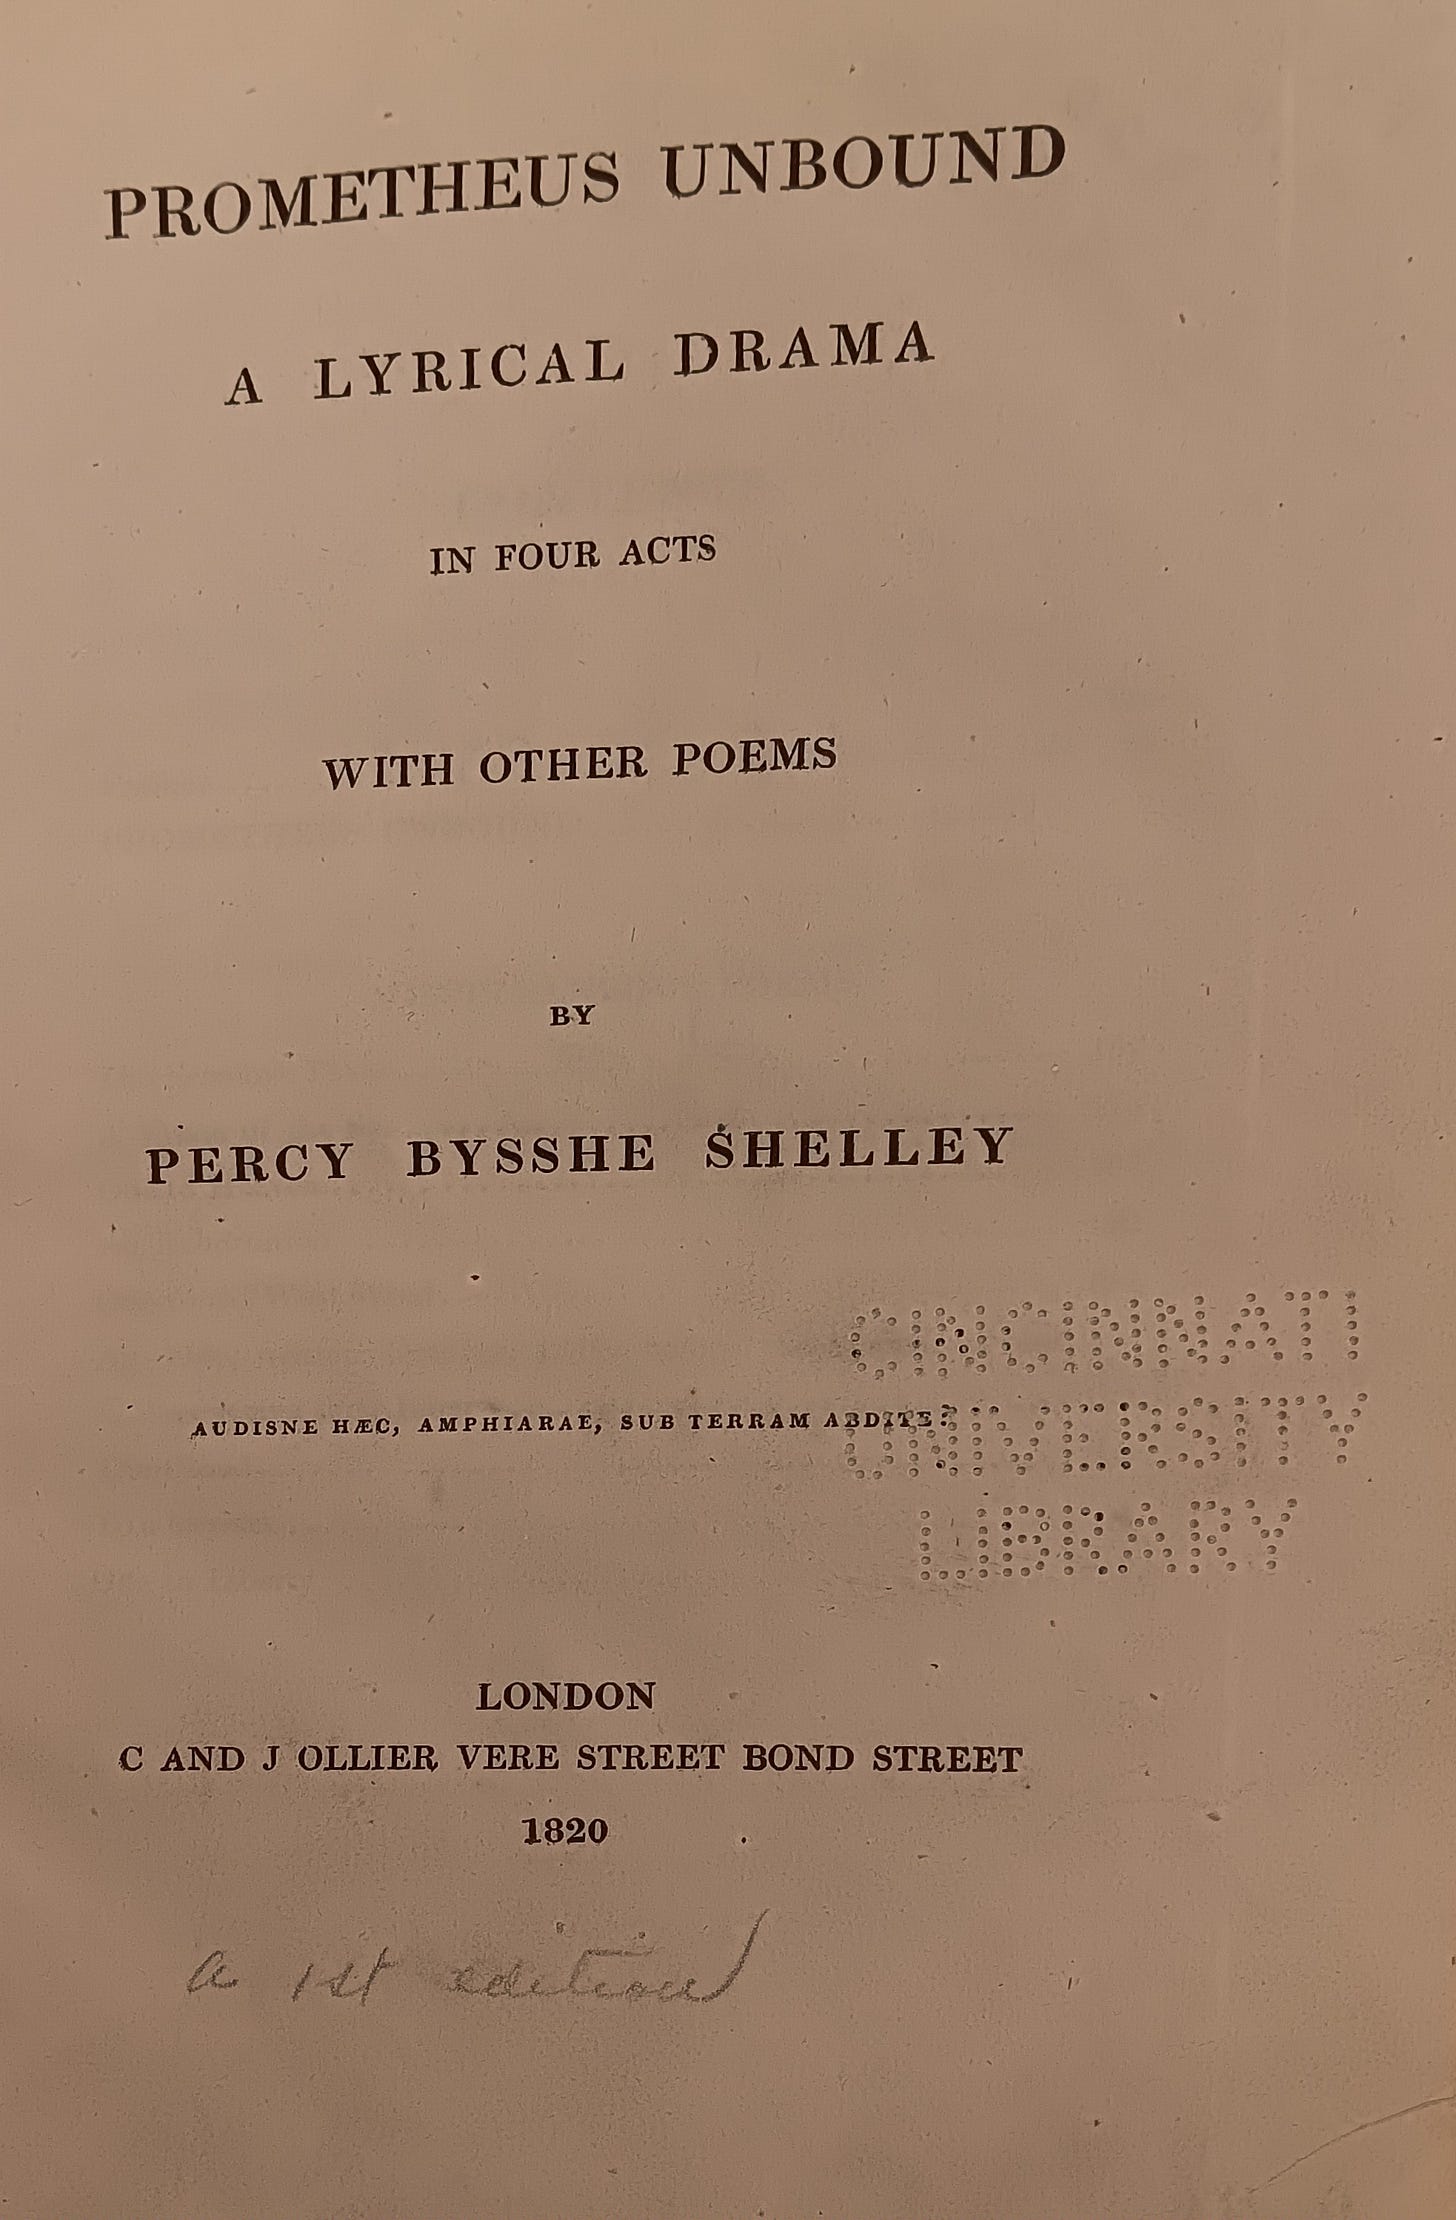 PROMETHEUS UNBOUND
A LYRICAL DRAMA
IN FOUR ACTS
WITH OTHER POEMS
BY
PERCY BYSSHE SHELLEY
AUDISNE HÆC, AMPHIARAE, SUB TERRAM ABDITE?
CINCINNATI
UNIVERSITY
LIBRARY
LONDON
C AND J OLLIER VERE STREET BOND STREET
1820
a 1st edition